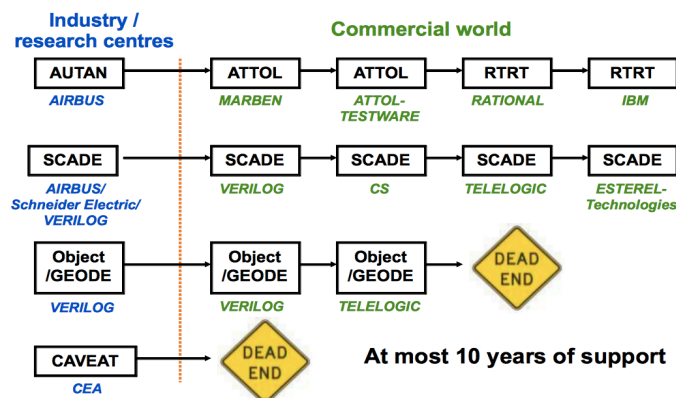 Industry /
research centres
Commercial world
AUTAN
ATTOL
ATTOL
RTRT
RTRT
AIRBUS
MARBEN
ATTOL-
TESTWARE
RATIONAL
IBM
SCADE
SCADE
SCADE
SCADE
SCADE
AIRBUS/
Schneider Electric/
VERILOG
VERILOG
CS
TELELOGIC
ESTEREL-
Technologies
Object
/GEODE
Object
/GEODE
Object
/GEODE
DEAD
END
VERILOG
VERILOG
TELELOGIC
CAVEAT
DEAD
END
At most 10 years of support
CEA